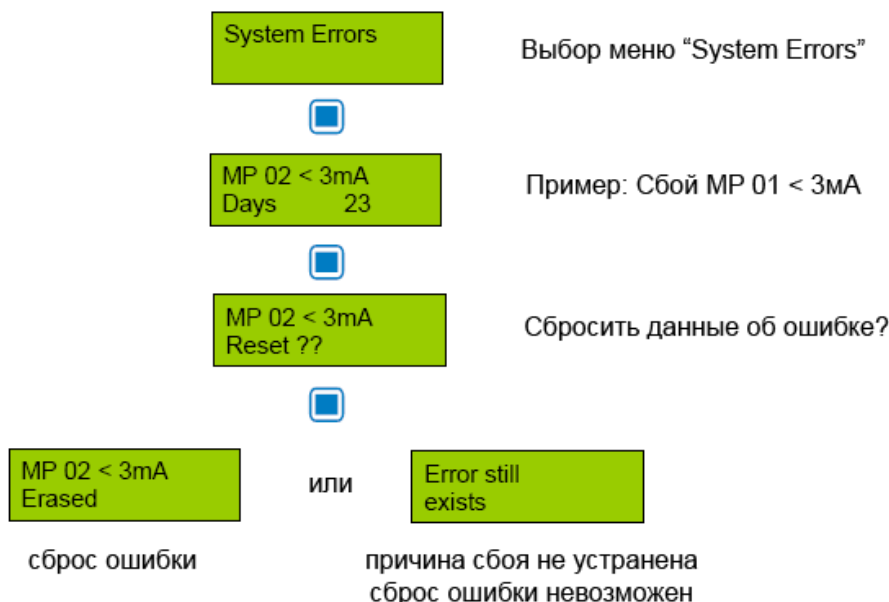 System Errors
Выбор меню “System Errors”
MP 02 < 3mA
Days 23
Пример: Сбой MP 01 < 3мА
MP 02 < 3mA
Reset ??
Сбросить данные об ошибке?
MP 02 < 3mA
Erased
или
Error still
exists
сброс ошибки
причина сбоя не устранена
сброс ошибки невозможен